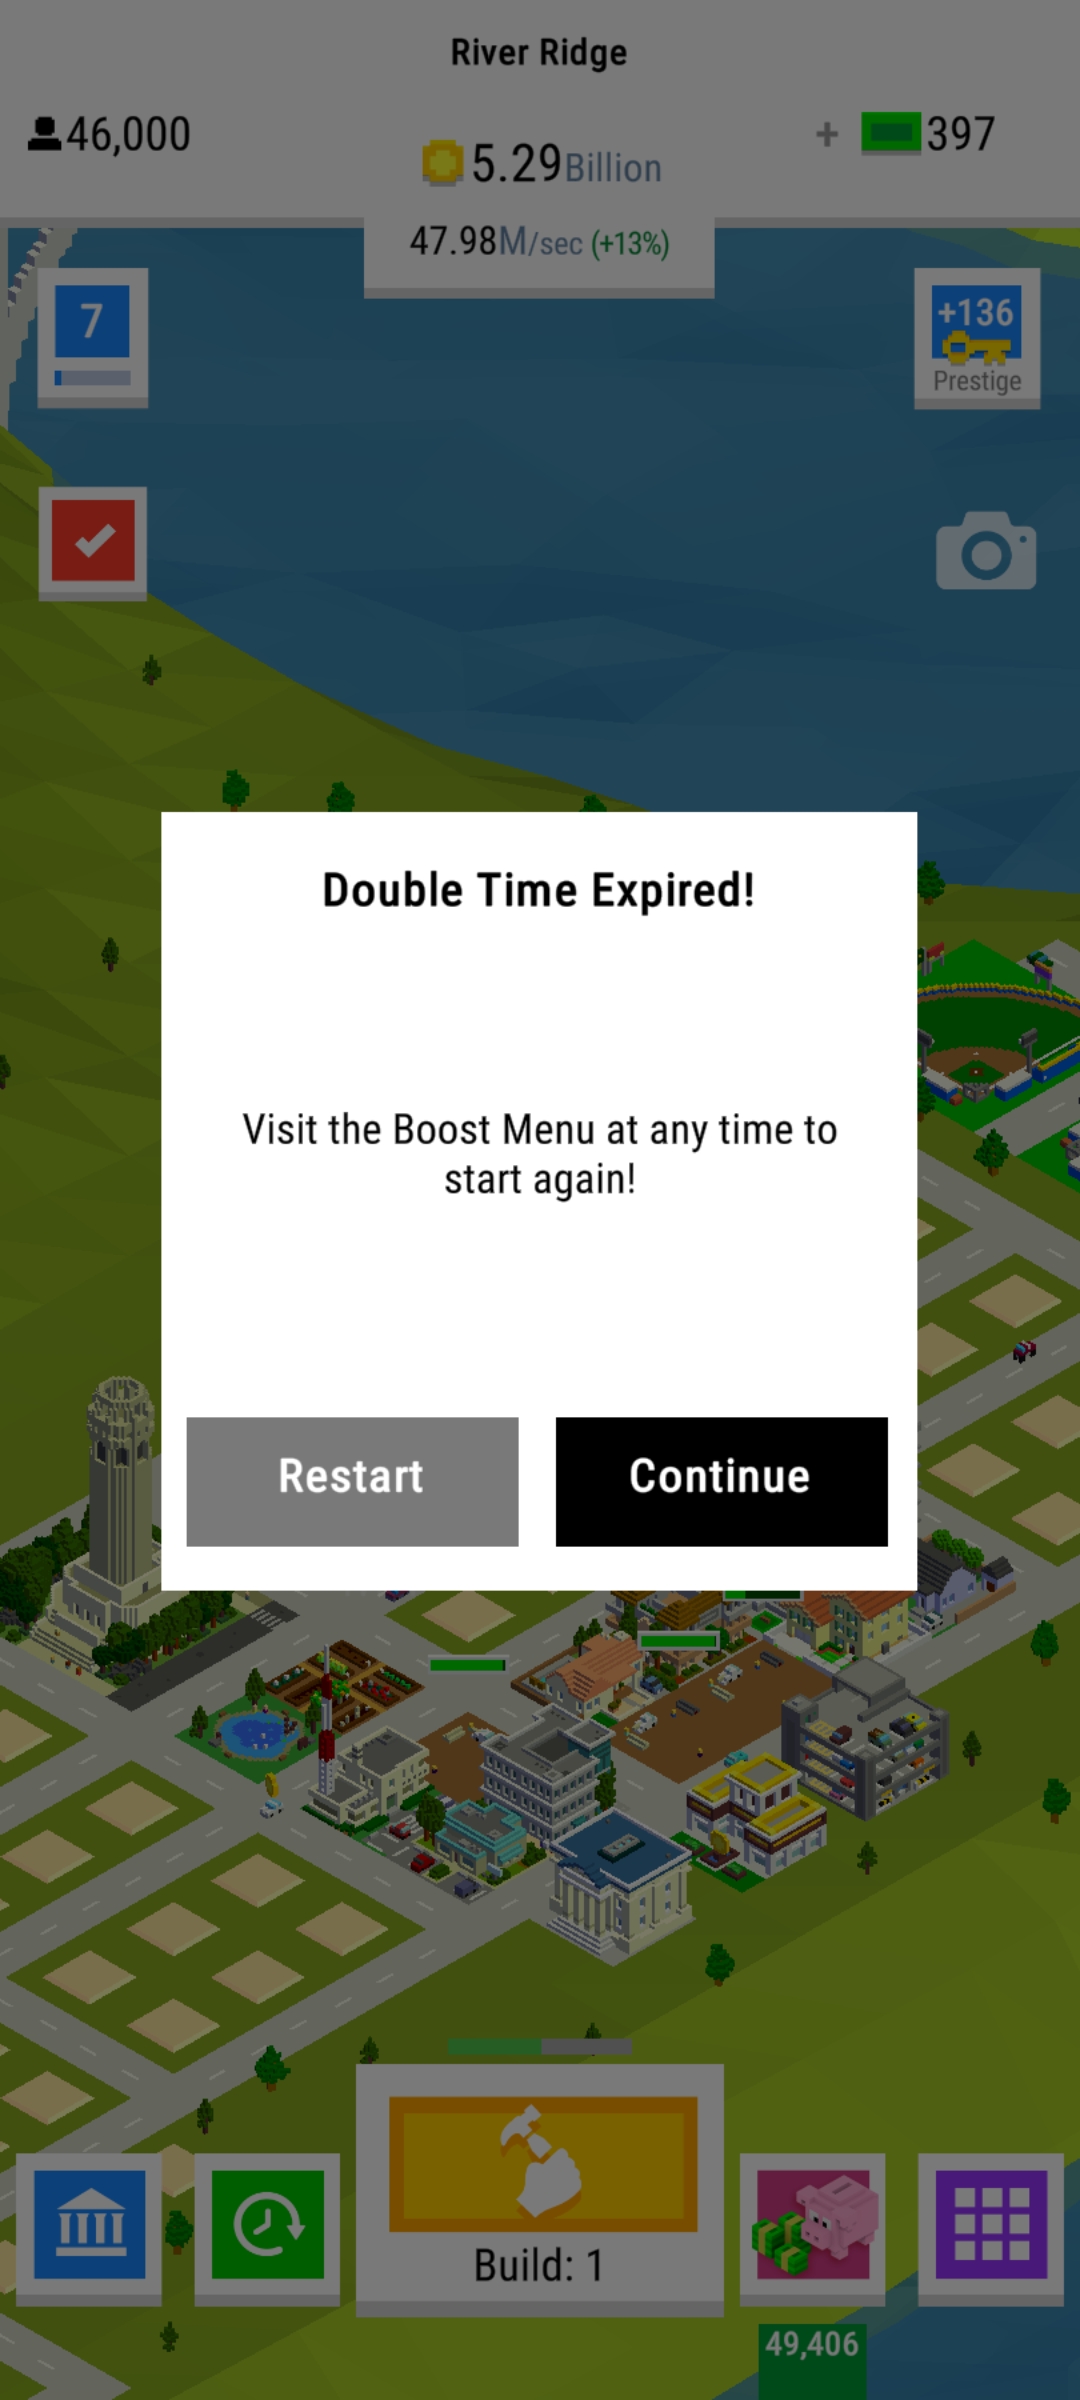 River Ridge
46,000
5.29Billion
+ 397
47.98M/sec (+13%)
7
+136
Prestige
Double Time Expired!
Visit the Boost Menu at any time to
start again!
Restart
Continue
Build: 1
49,406